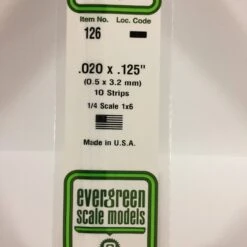 Item No. Loc. Code
126
.020 x .125"
(0.5 x 3.2 mm)
10 Strips
1/4 Scale 1x6
Made in U.S.A.
evergreen
scale models